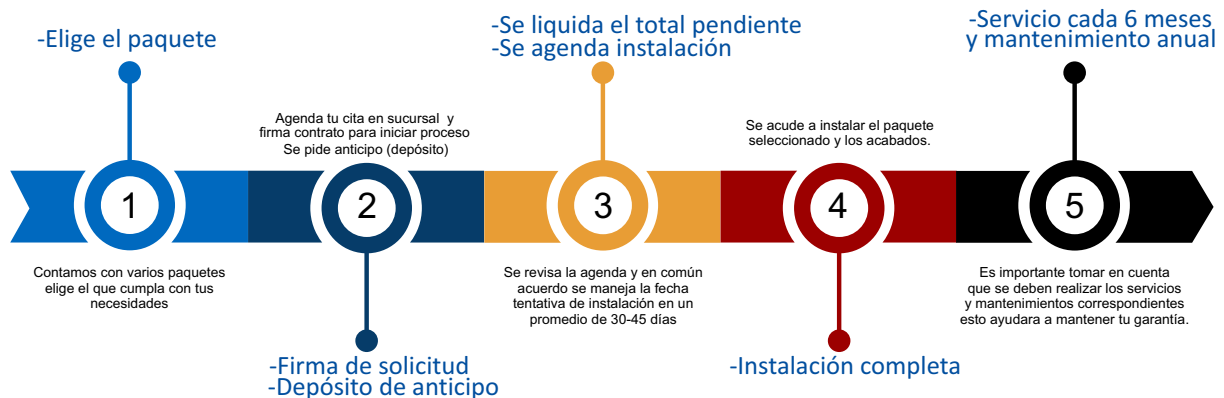 -Elige el paquete
1
Contamos con varios paquetes
elige el que cumpla con tus
necesidades
Agenda tu cita en sucursal y
firma contrato para iniciar proceso
Se pide anticipo (depósito)
2
-Firma de solicitud
-Depósito de anticipo
-Se liquida el total pendiente
-Se agenda instalación
3
Se revisa la agenda y en común
acuerdo se maneja la fecha
tentativa de instalación en un
promedio de 30-45 días
Se acude a instalar el paquete
seleccionado y los acabados.
4
-Instalación completa
-Servicio cada 6 meses
y mantenimiento anual
5
Es importante tomar en cuenta
que se deben realizar los servicios
y mantenimientos correspondientes
esto ayudara a mantener tu garantía.